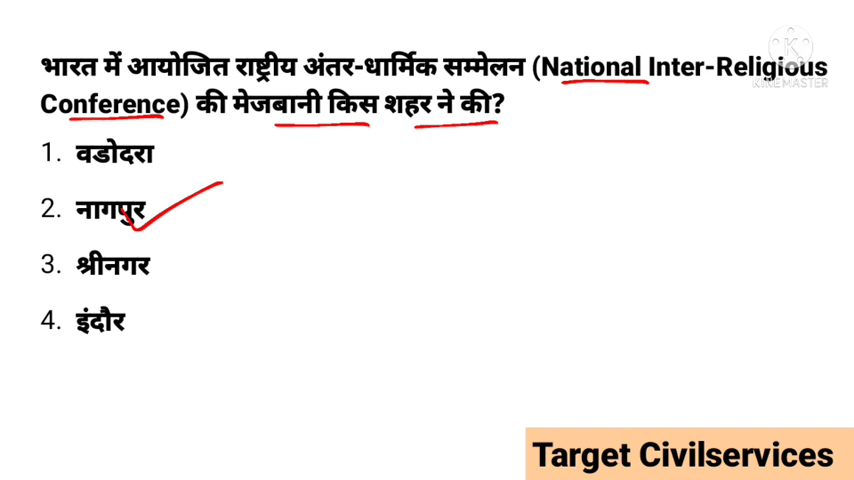 भारत में आयोजित राष्ट्रीय अंतर-धार्मिक सम्मेलन (National Inter-Religious
Conference) की मेजबानी किस शहर ने की?
1. वडोदरा
2. नागपुर
3. श्रीनगर
4. इंदौर
K
KINEMASTER
Target Civilservices